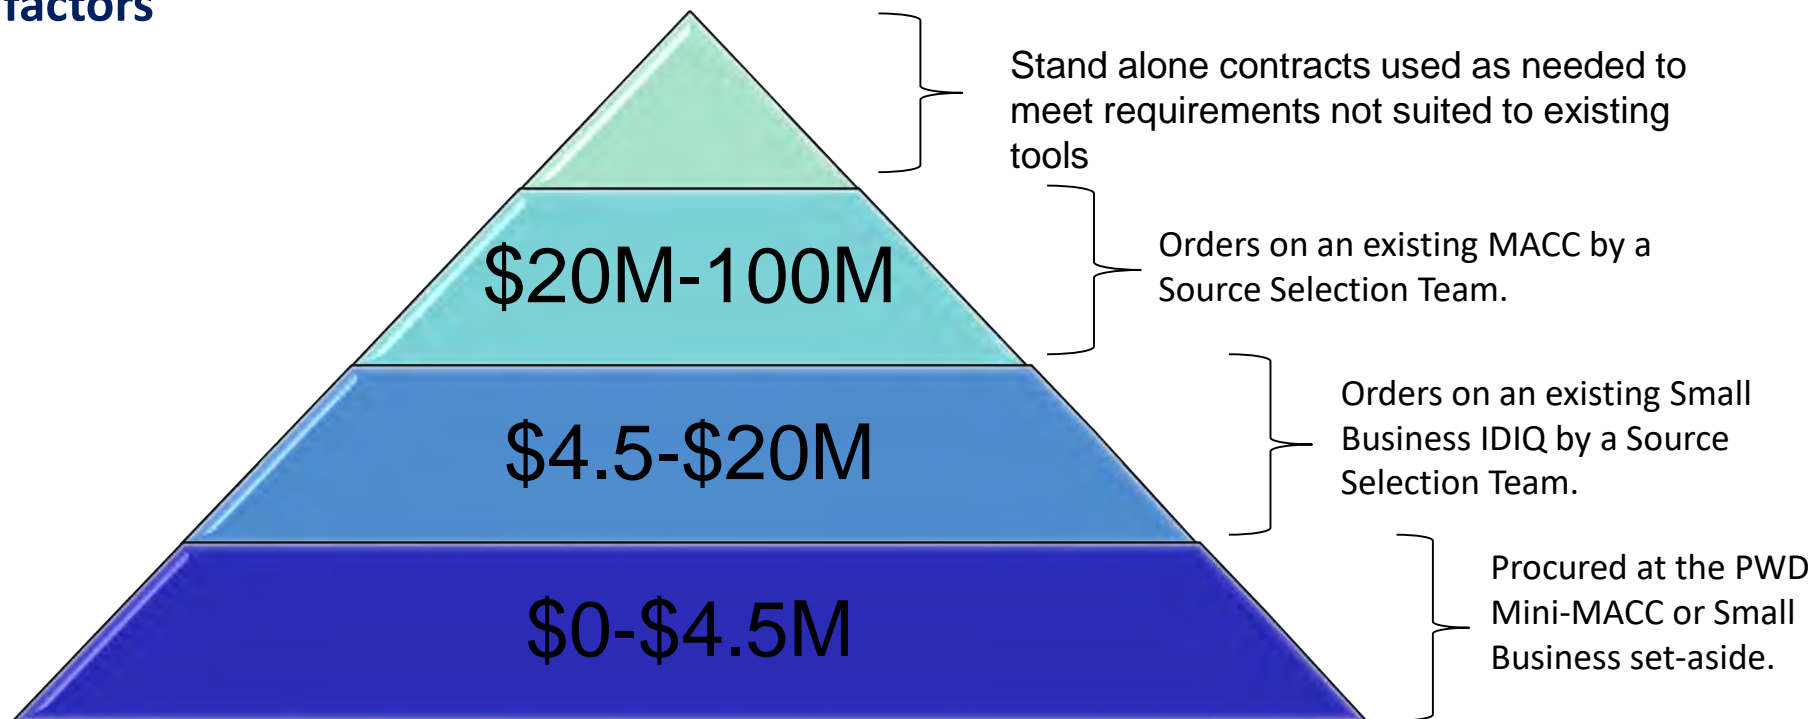 factors
Stand alone contracts used as needed to
meet requirements not suited to existing
tools
$20M-100M
Orders on an existing MACC by a
Source Selection Team.
$4.5-$20M
Orders on an existing Small
Business IDIQ by a Source
Selection Team.
$0-$4.5M
Procured at the PWD
Mini-MACC or Small
Business set-aside.